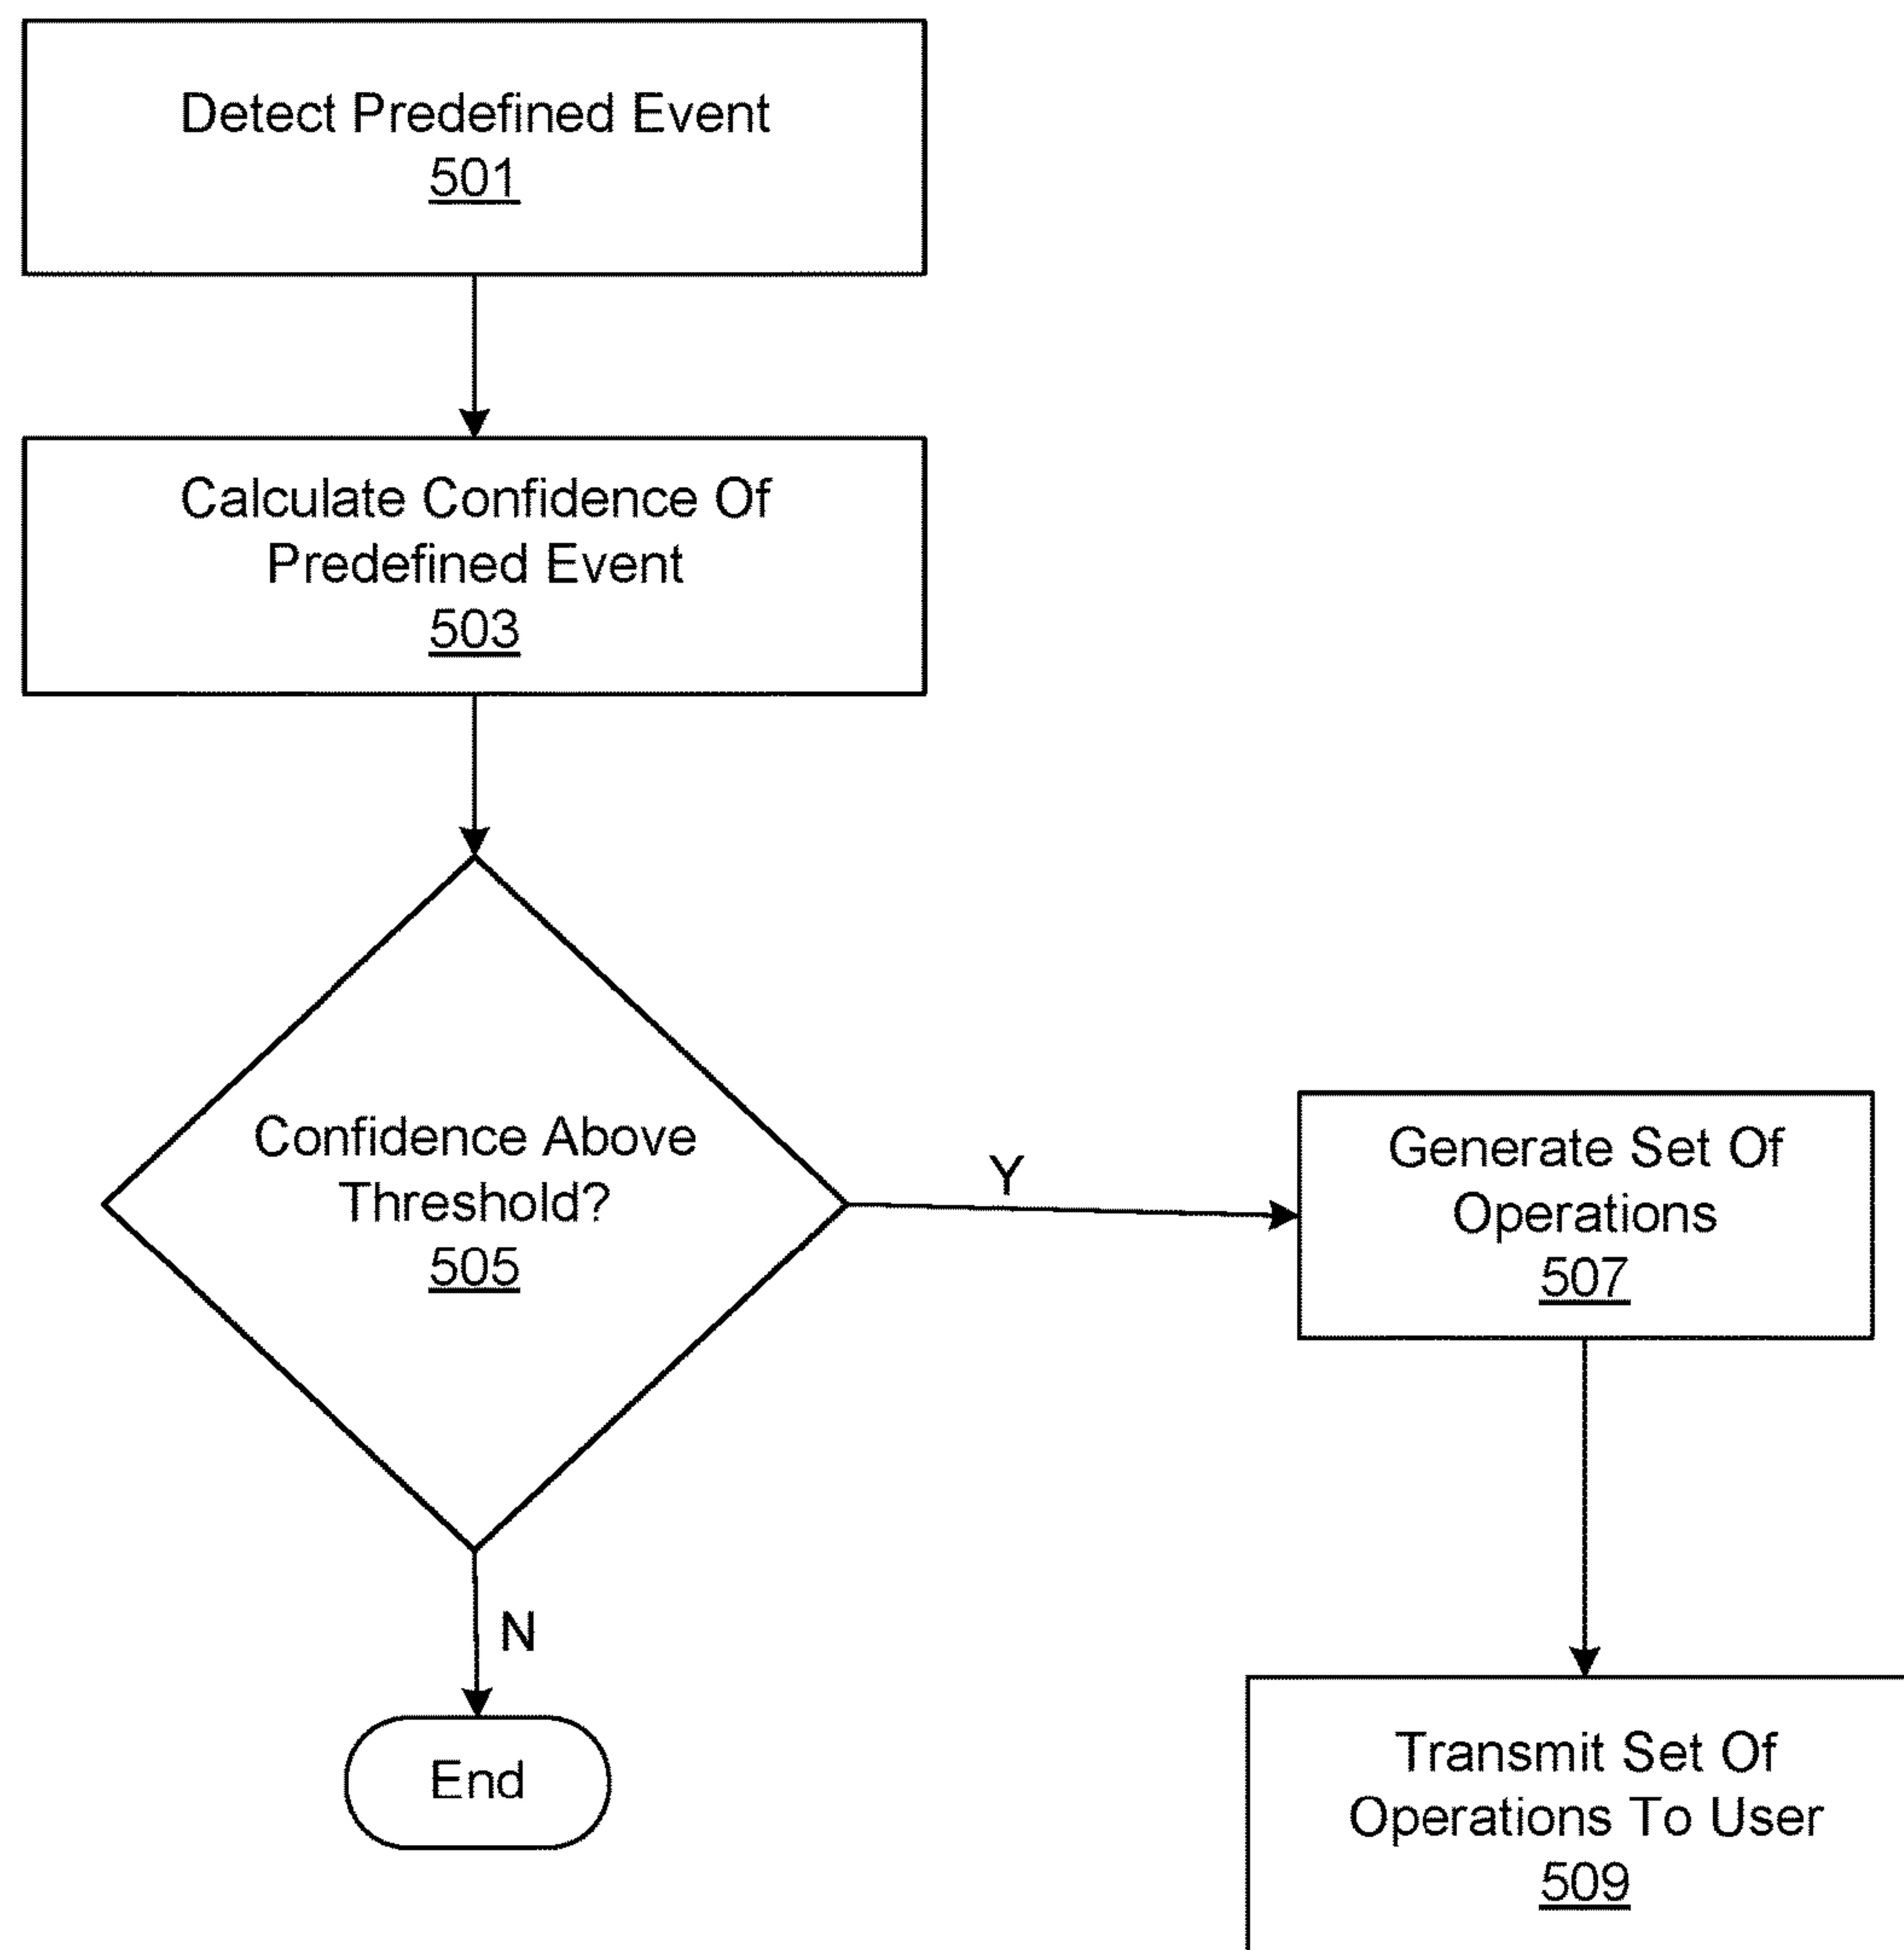 Detect Predefined Event
501
Calculate Confidence Of
Predefined Event
503
Confidence Above
Threshold?
505
Y
Generate Set Of
Operations
507
N
End
Transmit Set Of
Operations To User
509